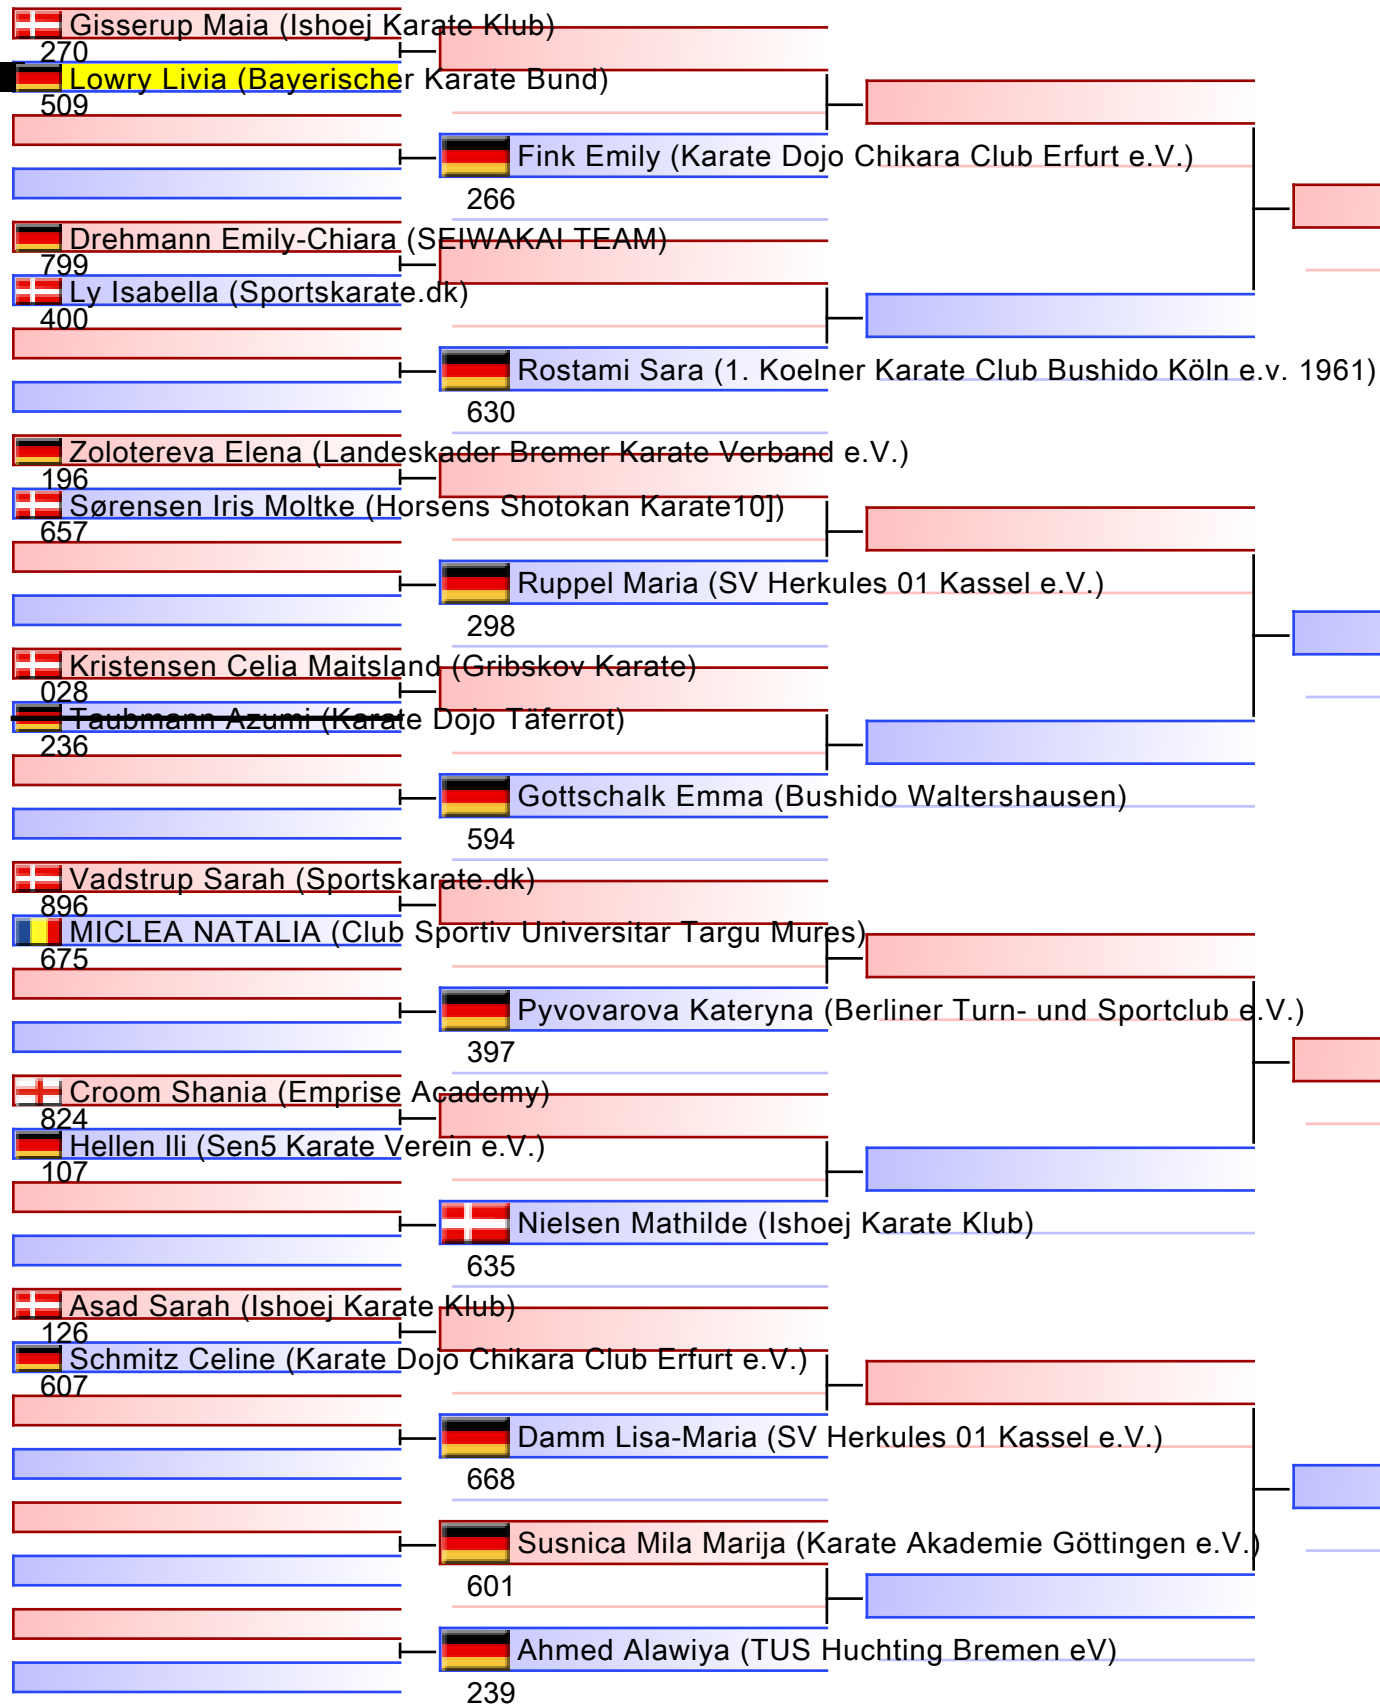 Gisserup Maia (Ishoej Karate Klub)
270
Lowry Livia (Bayerischer Karate Bund)
509
Fink Emily (Karate Dojo Chikara Club Erfurt e.V.)
266
Drehmann Emily-Chiara (SEIWAKAI TEAM)
799
Ly Isabella (Sportskarate.dk)
400
Rostami Sara (1. Koelner Karate Club Bushido Köln e.v. 1961)
630
Zolotereva Elena (Landeskader Bremer Karate Verband e.V.)
196
Sørensen Iris Moltke (Horsens Shotokan Karate10])
657
Ruppel Maria (SV Herkules 01 Kassel e.V.)
298
Kristensen Celia Maitsland (Gribskov Karate)
028
Taubmann Azumi (Karate Dojo Täferrot)
236
Gottschalk Emma (Bushido Waltershausen)
594
Vadstrup Sarah (Sportskarate.dk)
896
MICLEA NATALIA (Club Sportiv Universitar Targu Mures)
675
Pyvovarova Kateryna (Berliner Turn- und Sportclub e.V.)
397
Croom Shania (Emprise Academy)
824
Hellen Ili (Sen5 Karate Verein e.V.)
107
Nielsen Mathilde (Ishoej Karate Klub)
635
Asad Sarah (Ishoej Karate Klub)
126
Schmitz Celine (Karate Dojo Chikara Club Erfurt e.V.)
607
Damm Lisa-Maria (SV Herkules 01 Kassel e.V.)
668
Susnica Mila Marija (Karate Akademie Göttingen e.V.)
601
Ahmed Alawiya (TUS Huchting Bremen eV)
239